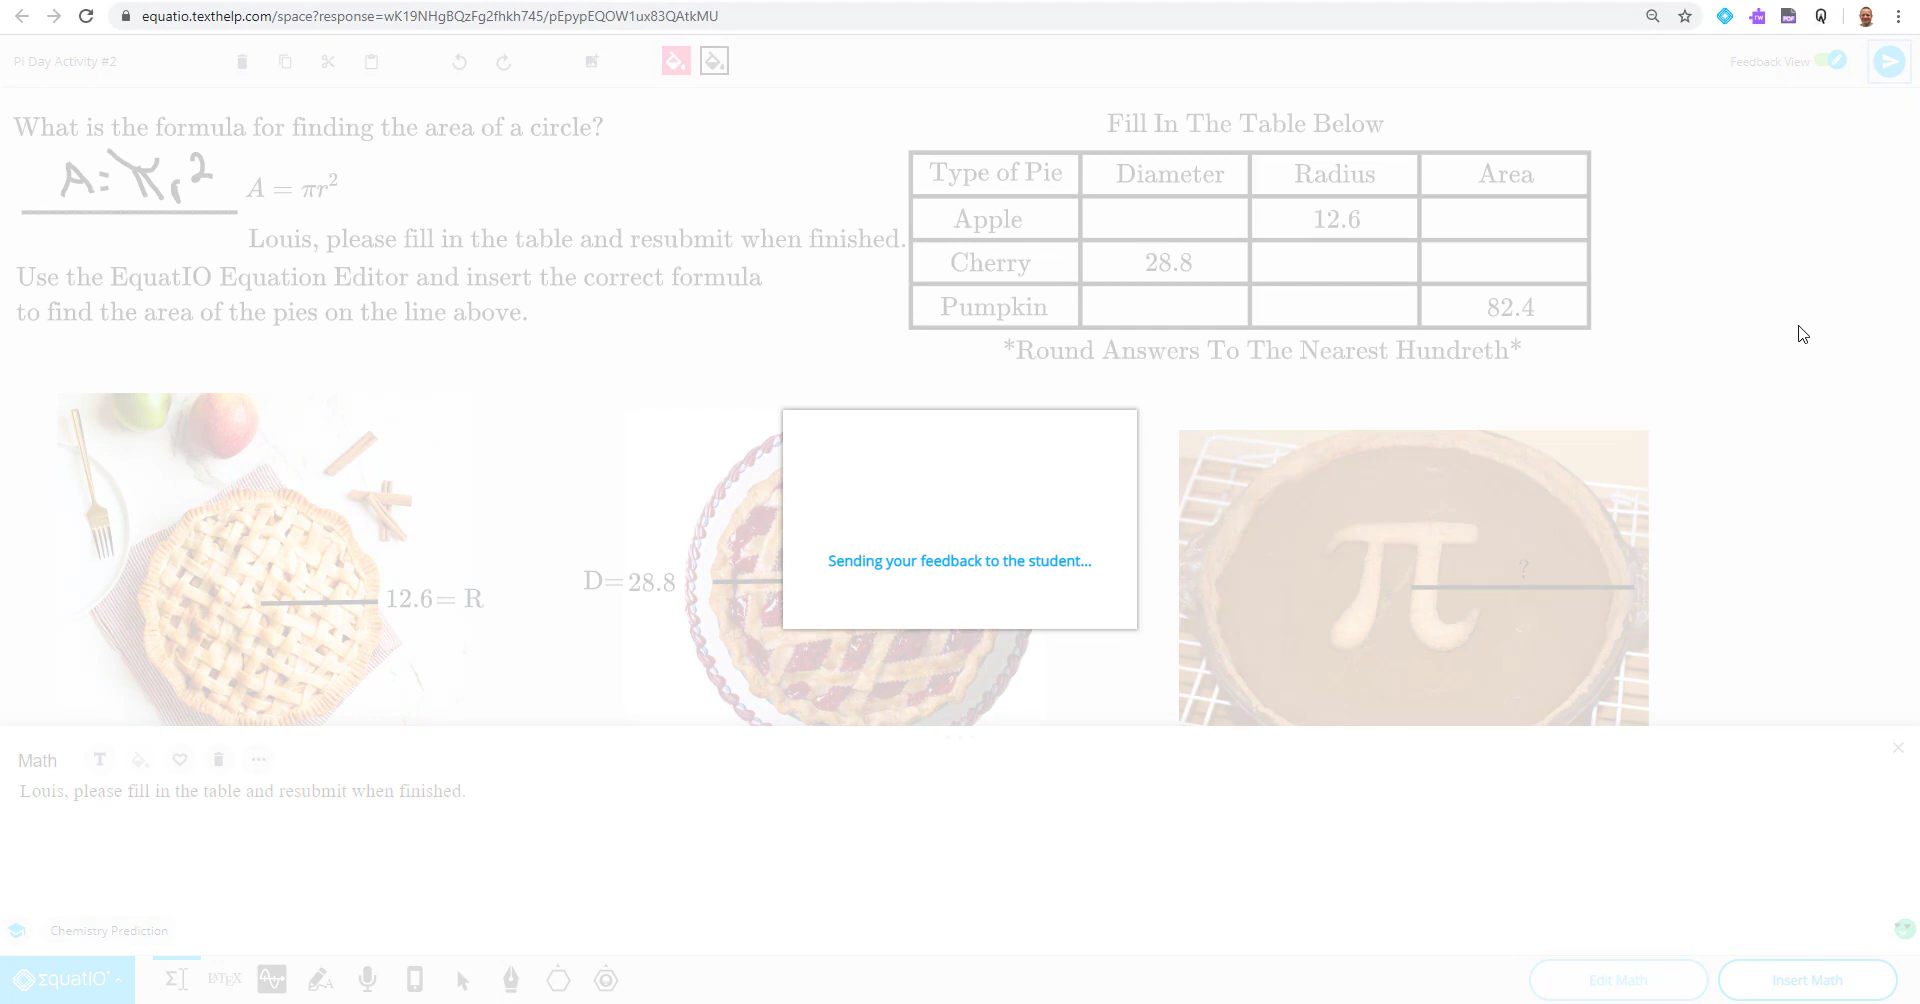 equatio.texthelp.com/space?response=wK19NHgBQzFg2fhkh745/pEpypEQOW1ux83QAtkMU
Pi Day Activity #2
Feedback View
What is the formula for finding the area of a circle?
A=πr²
A = πr²
Louis, please fill in the table and resubmit when finished.
Use the EquatIO Equation Editor and insert the correct formula
to find the area of the pies on the line above.
Fill In The Table Below
Type of Pie Diameter Radius Area
Apple 12.6
Cherry 28.8
Pumpkin 82.4
*Round Answers To The Nearest Hundreth*
12.6= R
D=28.8
π
?
Sending your feedback to the student...
Math
T
Louis, please fill in the table and resubmit when finished.
Chemistry Prediction
EquatIO
LATEX
Edit Math
Insert Math